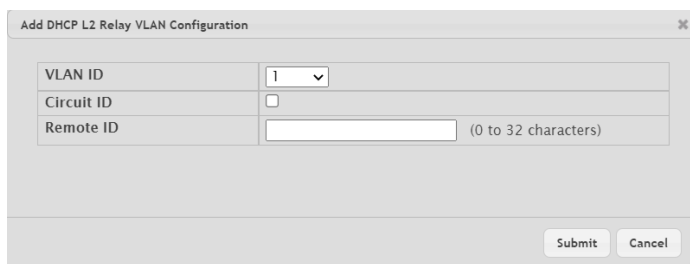 Add DHCP L2 Relay VLAN Configuration
VLAN ID 1
Circuit ID
Remote ID (0 to 32 characters)
Submit Cancel